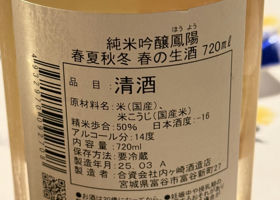 ほう よう
純米吟醸鳳陽
春夏秋冬 春の生酒 720ml
品目：清酒
原材料名：米（国産）、
米こうじ（国産米）
精米歩合：50% 日本酒度：-16
アルコール分：14度
内容量：720ml
保存方法：要冷蔵
製造年月：25.03 A
製造者：合資会社内ヶ崎酒造店
宮城県富谷市富谷新町27